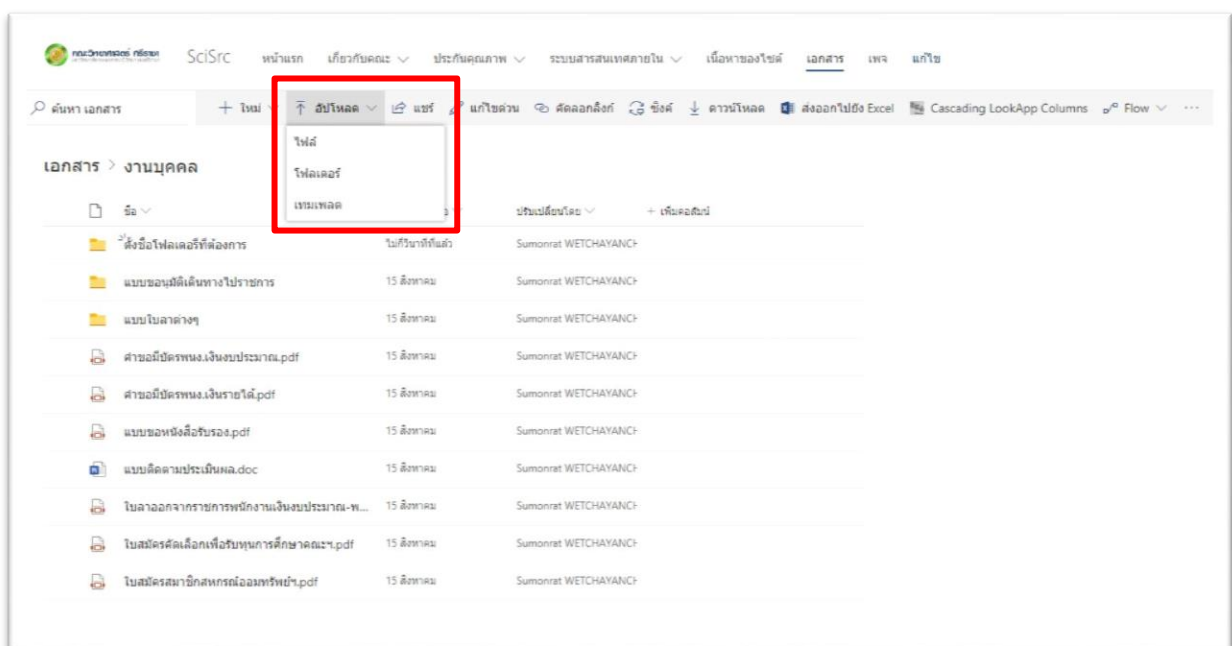 คณะวิทยาศาสตร์ ศรีราชา SciSrc หน้าแรก เกี่ยวกับคณะ ประกันคุณภาพ ระบบสารสนเทศภายใน เนื้อหาของไซต์ เอกสาร เพจ แก้ไข
ค้นหา เอกสาร + ใหม่ อัปโหลด แชร์ แก้ไขด่วน คัดลอกลิงก์ ซิงค์ ดาวน์โหลด ส่งออกไปยัง Excel Cascading LookApp Columns Flow ...
ไฟล์
โฟลเดอร์
เทมเพลต
เอกสาร > งานบุคคล
ชื่อ ปรับเปลี่ยนโดย + เพิ่มคอลัมน์
ตั้งชื่อโฟลเดอร์ที่ต้องการ ไม่กี่วินาทีที่แล้ว Sumonrat WETCHAYANCH
แบบขออนุมัติเดินทางไปราชการ 15 สิงหาคม Sumonrat WETCHAYANCH
แบบใบลาต่างๆ 15 สิงหาคม Sumonrat WETCHAYANCH
คำขอมีบัตรพนง.เงินงบประมาณ.pdf 15 สิงหาคม Sumonrat WETCHAYANCH
คำขอมีบัตรพนง.เงินรายได้.pdf 15 สิงหาคม Sumonrat WETCHAYANCH
แบบขอหนังสือรับรอง.pdf 15 สิงหาคม Sumonrat WETCHAYANCH
แบบติดตามประเมินผล.doc 15 สิงหาคม Sumonrat WETCHAYANCH
ใบลาออกจากราชการพนักงานเงินงบประมาณ-พ... 15 สิงหาคม Sumonrat WETCHAYANCH
ใบสมัครคัดเลือกเพื่อรับทุนการศึกษาคณะฯ.pdf 15 สิงหาคม Sumonrat WETCHAYANCH
ใบสมัครสมาชิกสหกรณ์ออมทรัพย์ฯ.pdf 15 สิงหาคม Sumonrat WETCHAYANCH